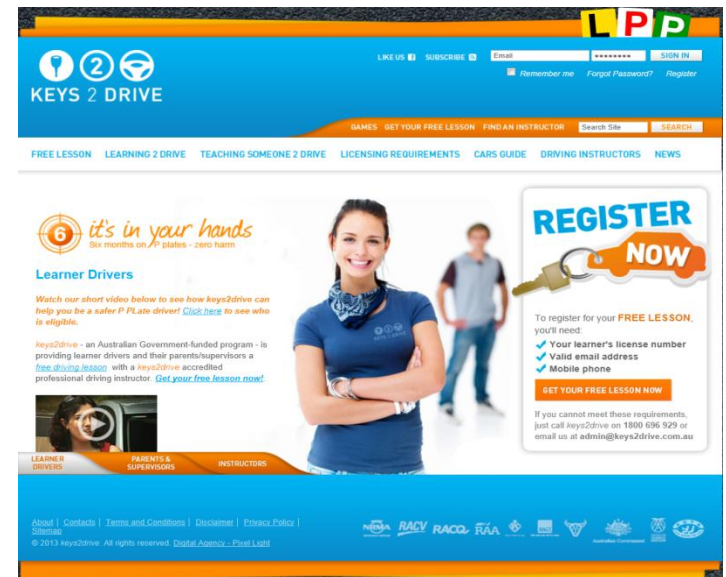 L P P
KEYS 2 DRIVE
LIKE US SUBSCRIBE Email •••••••• SIGN IN
Remember me Forgot Password? Register
GAMES GET YOUR FREE LESSON FIND AN INSTRUCTOR Search Site SEARCH
FREE LESSON LEARNING 2 DRIVE TEACHING SOMEONE 2 DRIVE LICENSING REQUIREMENTS CARS GUIDE DRIVING INSTRUCTORS NEWS
6 it's in your hands
Six months on P plates - zero harm
Learner Drivers
Watch our short video below to see how keys2drive can
help you be a safer P PLate driver! Click here to see who
is eligible.
keys2drive - an Australian Government-funded program - is
providing learner drivers and their parents/supervisors a
free driving lesson with a keys2drive accredited
professional driving instructor. Get your free lesson now!
REGISTER
NOW
To register for your FREE LESSON,
you'll need:
Your learner's license number
Valid email address
Mobile phone
GET YOUR FREE LESSON NOW
If you cannot meet these requirements,
just call keys2drive on 1800 696 929 or
email us at admin@keys2drive.com.au
LEARNER
DRIVERS
PARENTS &
SUPERVISORS
INSTRUCTORS
About | Contacts | Terms and Conditions | Disclaimer | Privacy Policy |
Sitemap
© 2013 keys2drive. All rights reserved. Digital Agency - Pixel Light
NRMA RACV RACQ RAA
Australian Government